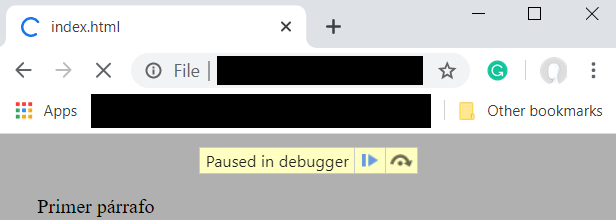 index.html
File
Apps Other bookmarks
Paused in debugger
Primer párrafo